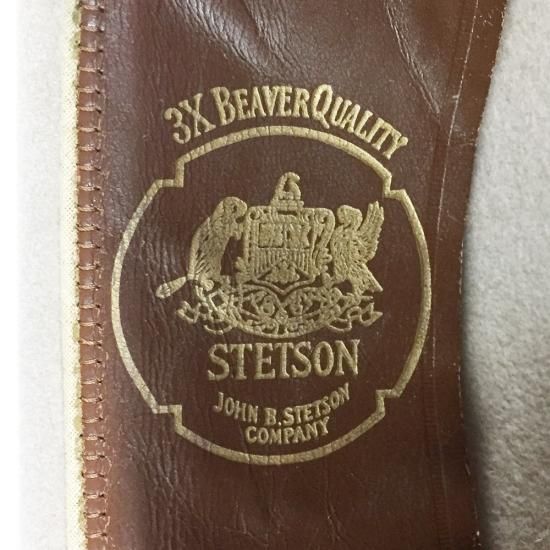 3X BEAVER QUALITY
STETSON
JOHN B. STETSON
COMPANY